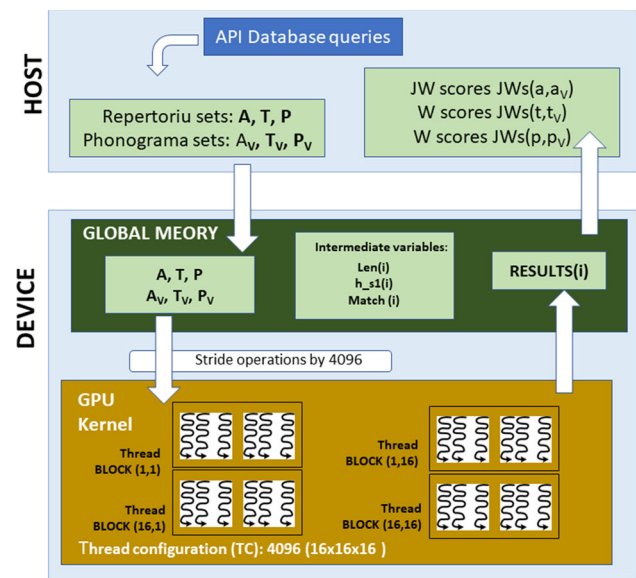 HOST
API Database queries
Repertoriu sets: A, T, P
Phonograma sets: AV, TV, PV
JW scores JWs(a,aV)
W scores JWs(t,tV)
W scores JWs(p,pV)
DEVICE
GLOBAL MEORY
A, T, P
AV, TV, PV
Intermediate variables:
Len(i)
h_s1(i)
Match (i)
RESULTS(i)
Stride operations by 4096
GPU
Kernel
Thread
BLOCK (1,1)
Thread
BLOCK (1,16)
Thread
BLOCK (16,1)
Thread
BLOCK (16,16)
Thread configuration (TC): 4096 (16x16x16 )